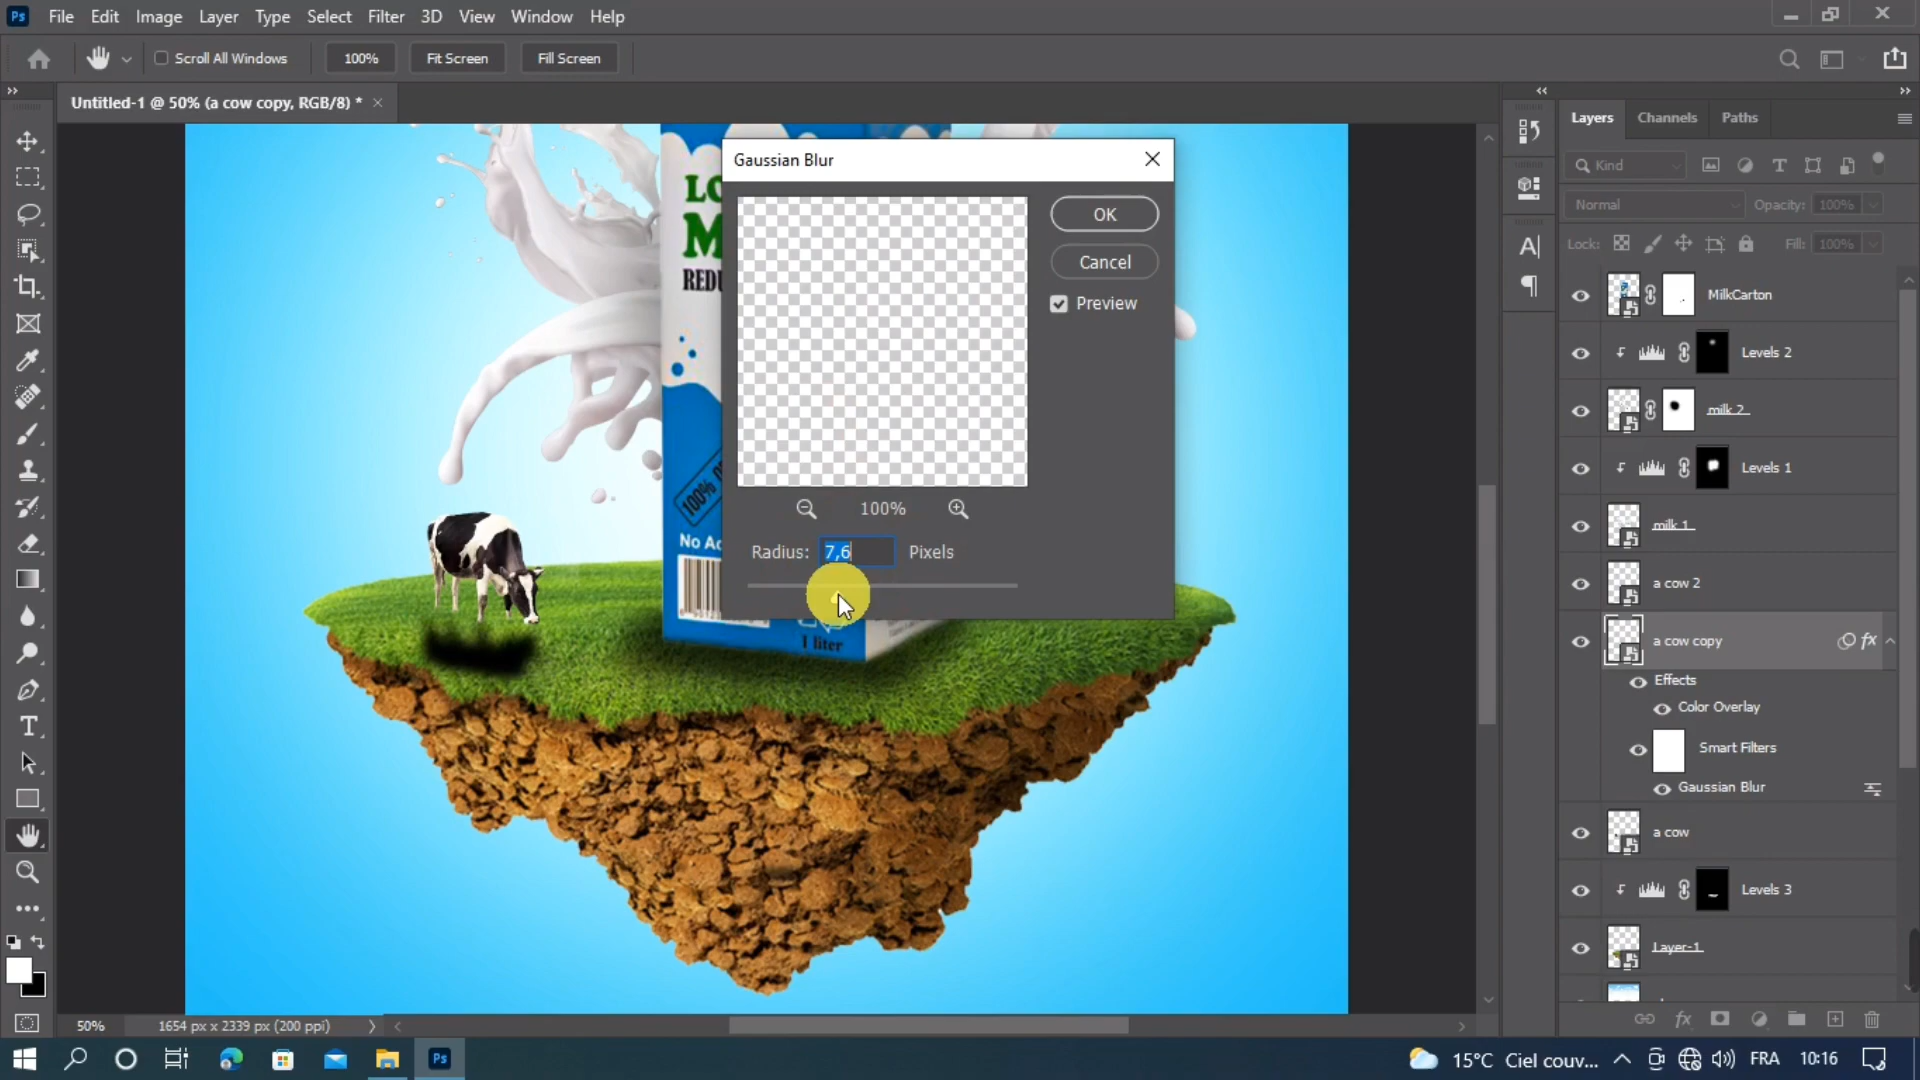 Ps File Edit Image Layer Type Select Filter 3D View Window Help
Scroll All Windows 100% Fit Screen Fill Screen
Untitled-1 @ 50% (a cow copy, RGB/8) *
Layers Channels Paths
Gaussian Blur
Kind
Normal Opacity: 100%
OK
Cancel
Lock: Fill: 100%
Preview
REDU
MilkCarton
Levels 2
milk 2
Levels 1
100%
100%
No Ad
Radius: 7,6 Pixels
1 liter
milk 1
a cow 2
a cow copy fx
Effects
Color Overlay
Smart Filters
Gaussian Blur
a cow
Levels 3
Layer-1
50% 1654 px x 2339 px (200 ppi)
Ps 15°C Ciel couv... FRA 10:16